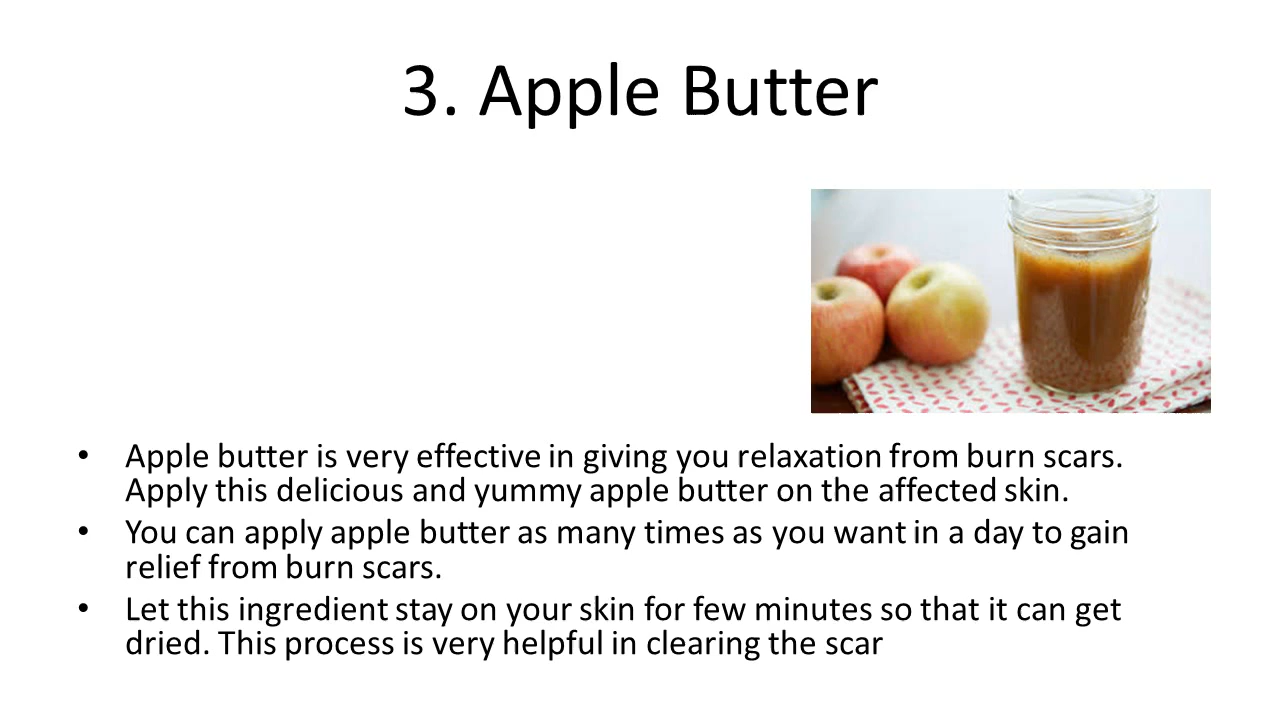 3. Apple Butter
• Apple butter is very effective in giving you relaxation from burn scars.
Apply this delicious and yummy apple butter on the affected skin.
• You can apply apple butter as many times as you want in a day to gain
relief from burn scars.
• Let this ingredient stay on your skin for few minutes so that it can get
dried. This process is very helpful in clearing the scar